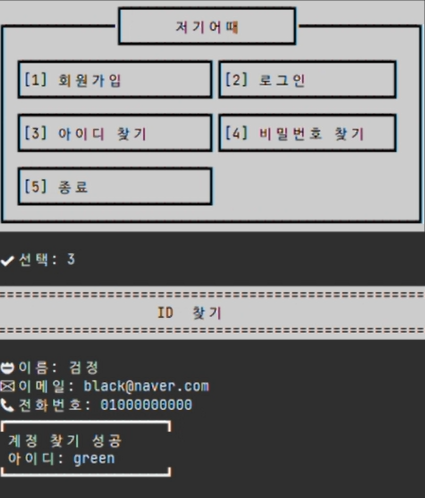 저기어때
[1] 회원가입 [2] 로그인
[3] 아이디 찾기 [4] 비밀번호 찾기
[5] 종료
✔선택: 3
ID 찾기
이름: 검정
이메일: black@naver.com
전화번호: 01000000000
계정 찾기 성공
아이디: green